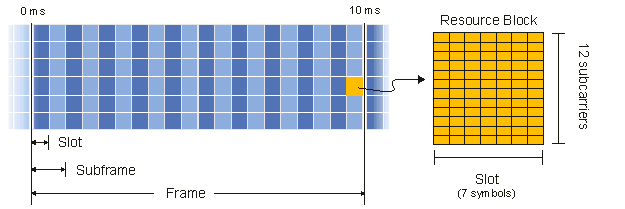 0 ms
10 ms
Resource Block
12 subcarriers
Slot
Subframe
Frame
Slot
(7 symbols)